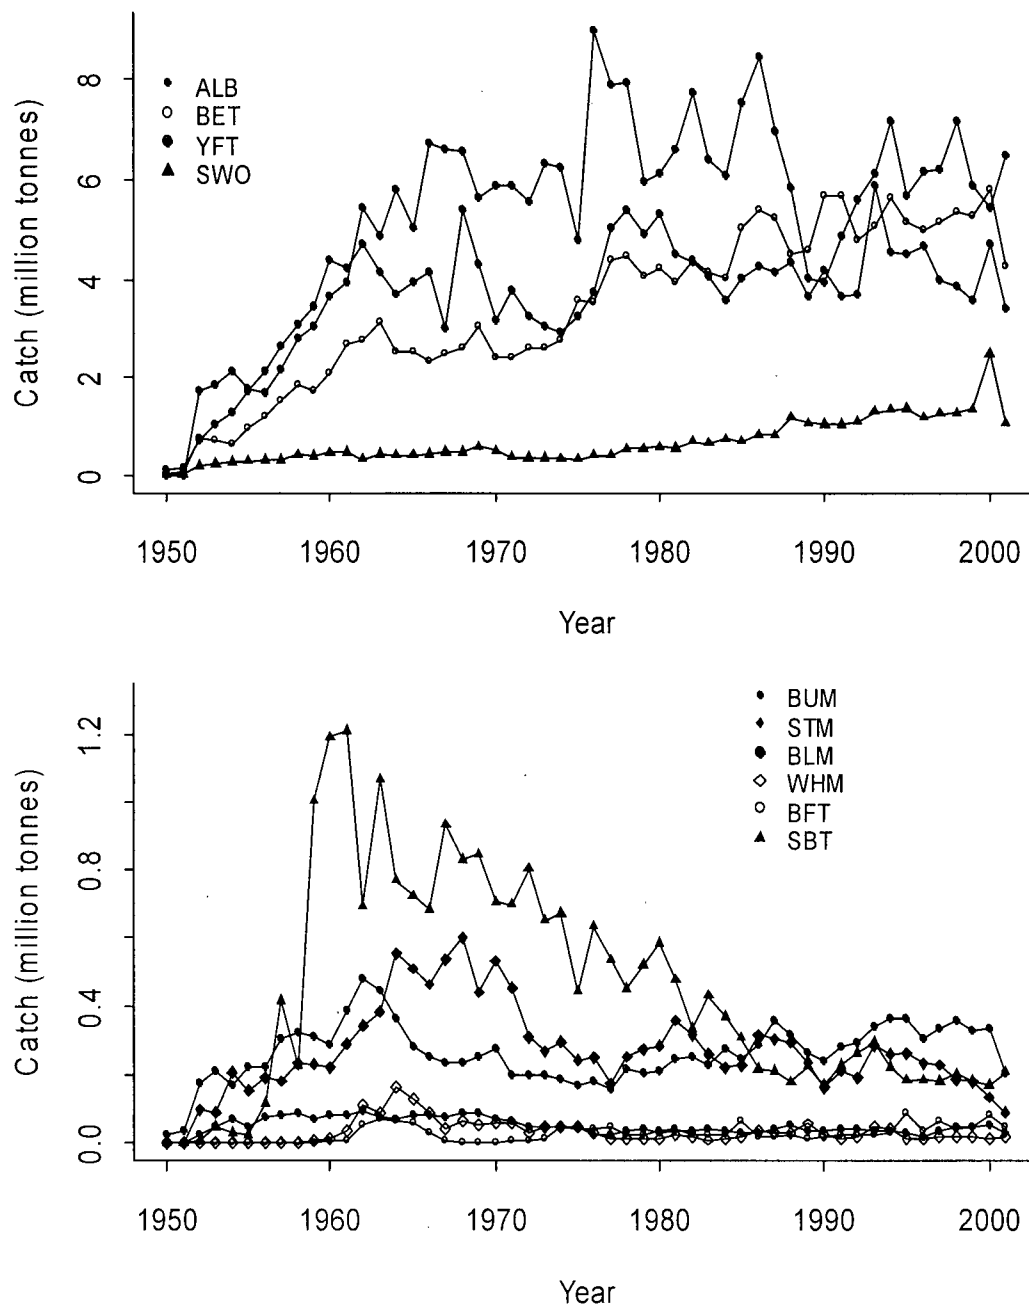 Catch (million tonnes)
8
6
4
2
0
ALB
BET
YFT
SWO
1950 1960 1970 1980 1990 2000
Year
Catch (million tonnes)
1.2
0.8
0.4
0.0
BUM
STM
BLM
WHM
BFT
SBT
1950 1960 1970 1980 1990 2000
Year